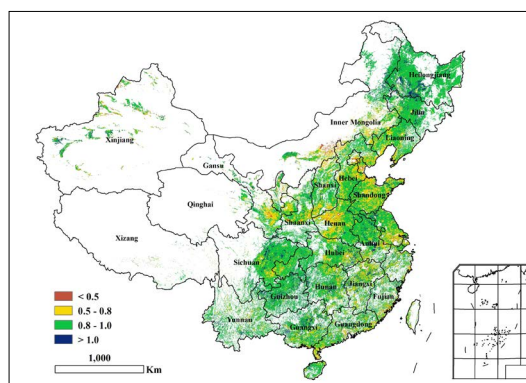 Heilongjiang
Jilin
Inner Mongolia
Liaoning
Xinjiang
Gansu
Hebei
Shanxi
Shandong
Qinghai
Shaanxi
Henan
Xizang
Anhui
Hubei
Sichuan
Hunan
Jiangxi
Guizhou
Fujian
Yunnan
Guangxi
Guangdong
< 0.5
0.5 - 0.8
0.8 - 1.0
> 1.0
1,000
Km